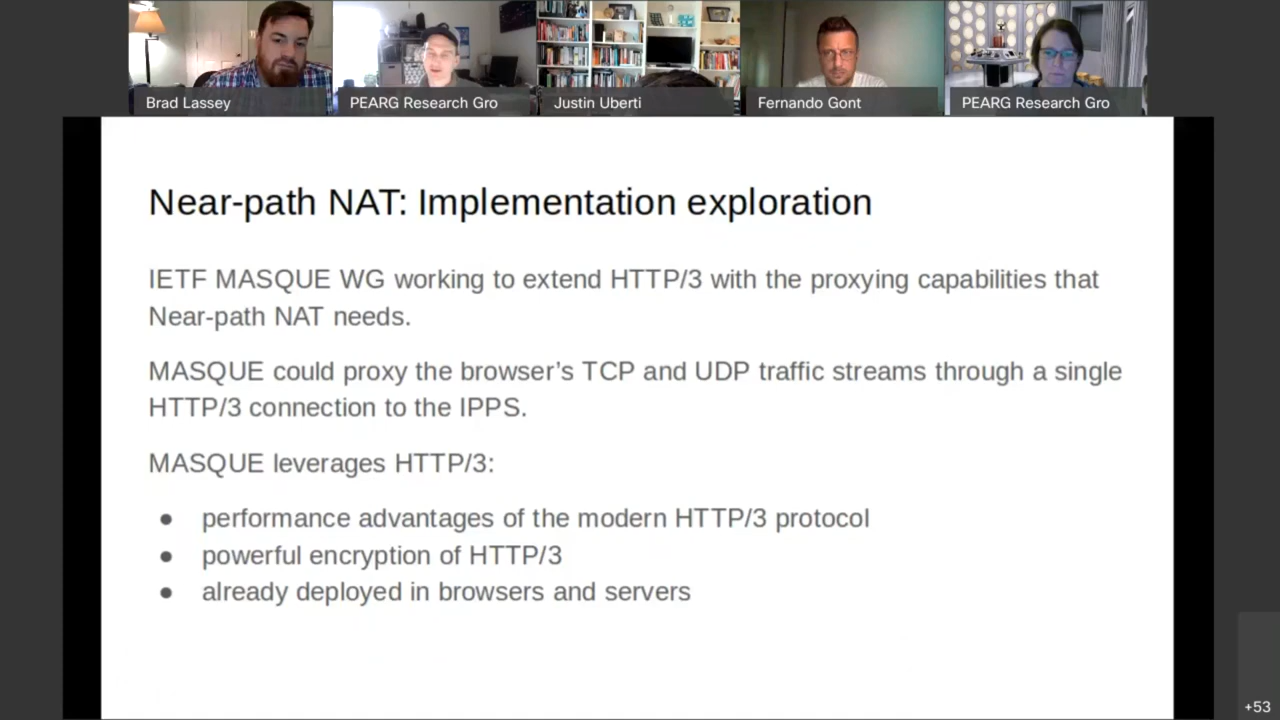 Brad Lassey
PEARG Research Gro
Justin Uberti
Fernando Gont
PEARG Research Gro
Near-path NAT: Implementation exploration
IETF MASQUE WG working to extend HTTP/3 with the proxying capabilities that
Near-path NAT needs.
MASQUE could proxy the browser’s TCP and UDP traffic streams through a single
HTTP/3 connection to the IPPS.
MASQUE leverages HTTP/3:
● performance advantages of the modern HTTP/3 protocol
● powerful encryption of HTTP/3
● already deployed in browsers and servers
+53